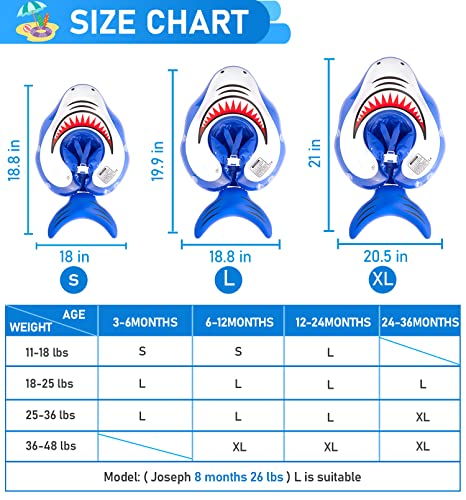 SIZE CHART
18.8 in
19.9 in
21 in
18 in
18.8 in
20.5 in
S
L
XL
AGE
WEIGHT
3-6MONTHS
6-12MONTHS
12-24MONTHS
24-36MONTHS
11-18 lbs
S
S
L
18-25 lbs
L
L
L
L
25-36 lbs
L
L
L
XL
36-48 lbs
XL
XL
XL
Model: ( Joseph 8 months 26 lbs ) L is suitable